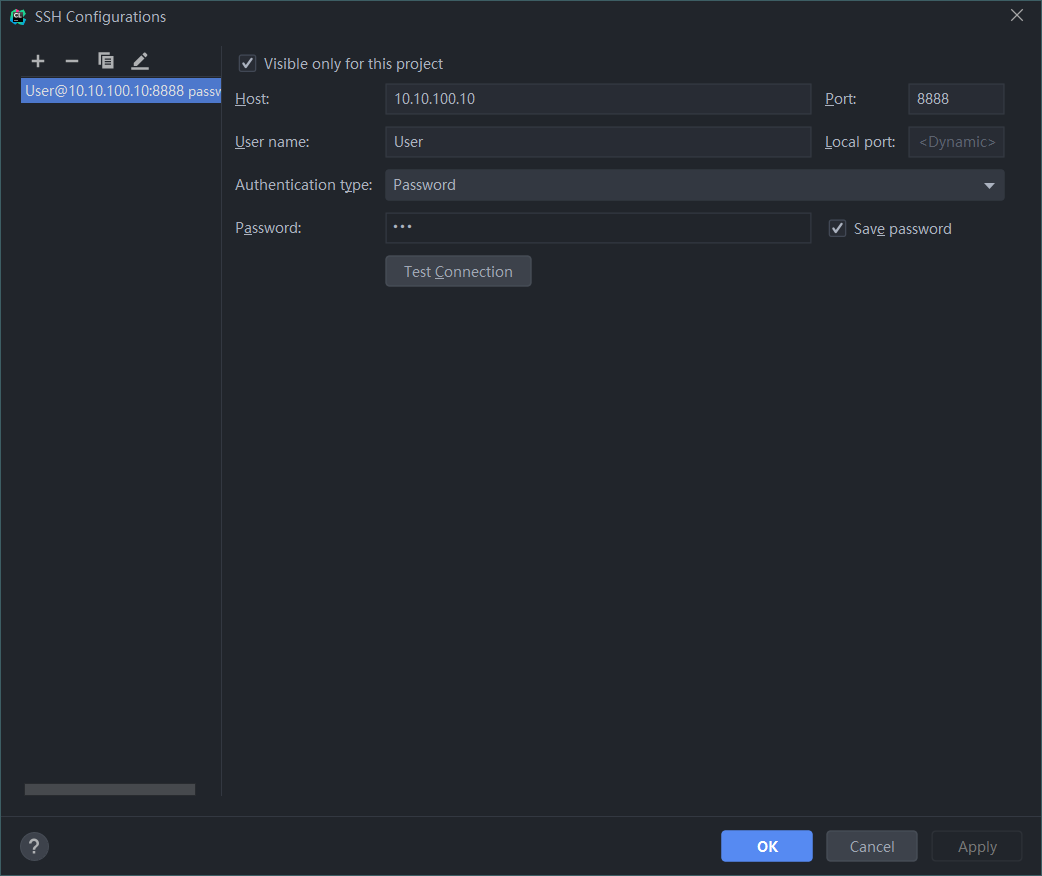 SSH Configurations
Visible only for this project
User@10.10.100.10:8888
Host: 10.10.100.10 Port: 8888
User name: User Local port: <Dynamic>
Authentication type: Password
Password: ••• Save password
Test Connection
? OK Cancel Apply